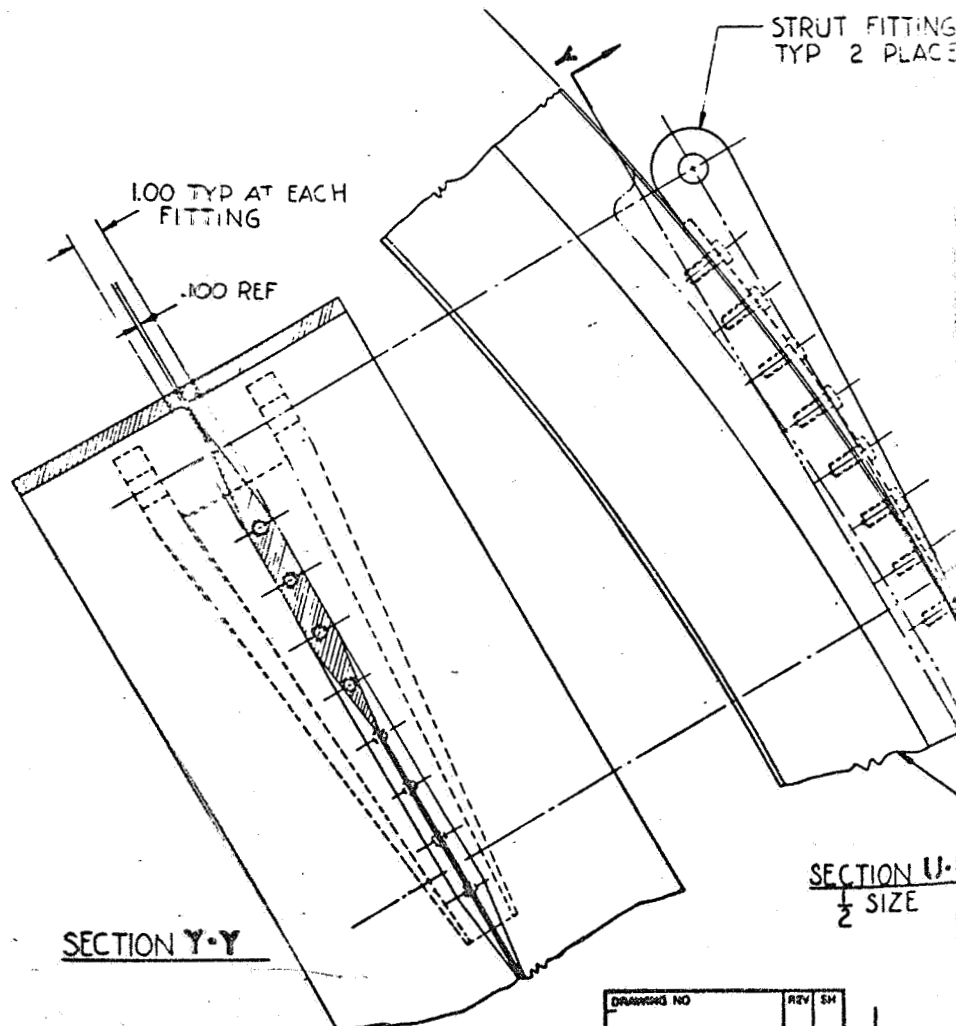 STRUT FITTING
TYP 2 PLACE
1.00 TYP AT EACH
FITTING
.100 REF
SECTION U-
1/2 SIZE
SECTION Y-Y
DRAWING NO
REV
SH